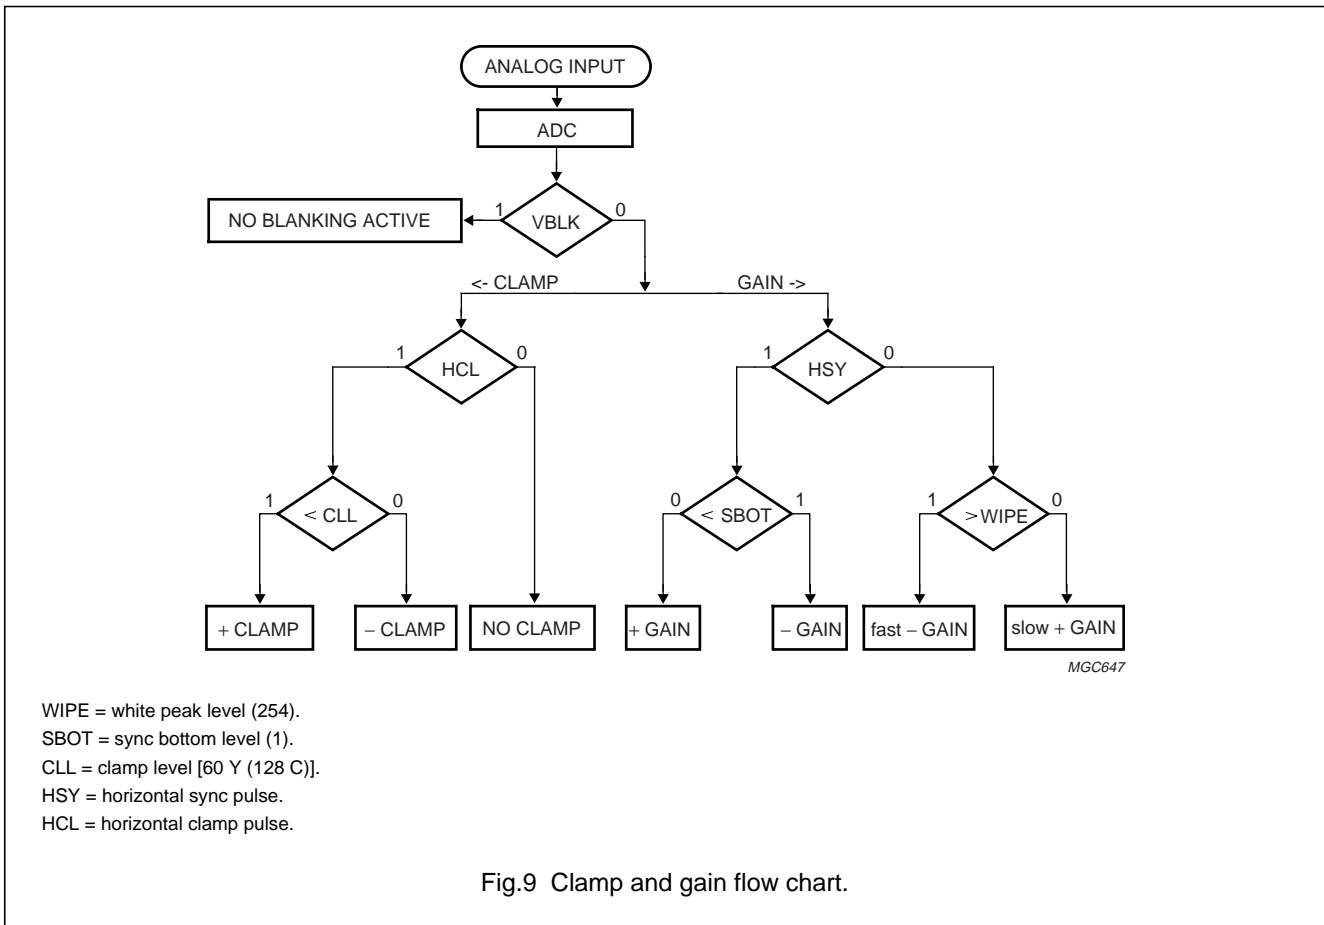 ANALOG INPUT
ADC
NO BLANKING ACTIVE
1
VBLK
0
<- CLAMP
GAIN ->
1
HCL
0
1
HSY
0
1
< CLL
0
0
< SBOT
1
1
> WIPE
0
+ CLAMP
− CLAMP
NO CLAMP
+ GAIN
− GAIN
fast − GAIN
slow + GAIN
MGC647
WIPE = white peak level (254).
SBOT = sync bottom level (1).
CLL = clamp level [60 Y (128 C)].
HSY = horizontal sync pulse.
HCL = horizontal clamp pulse.
Fig.9 Clamp and gain flow chart.